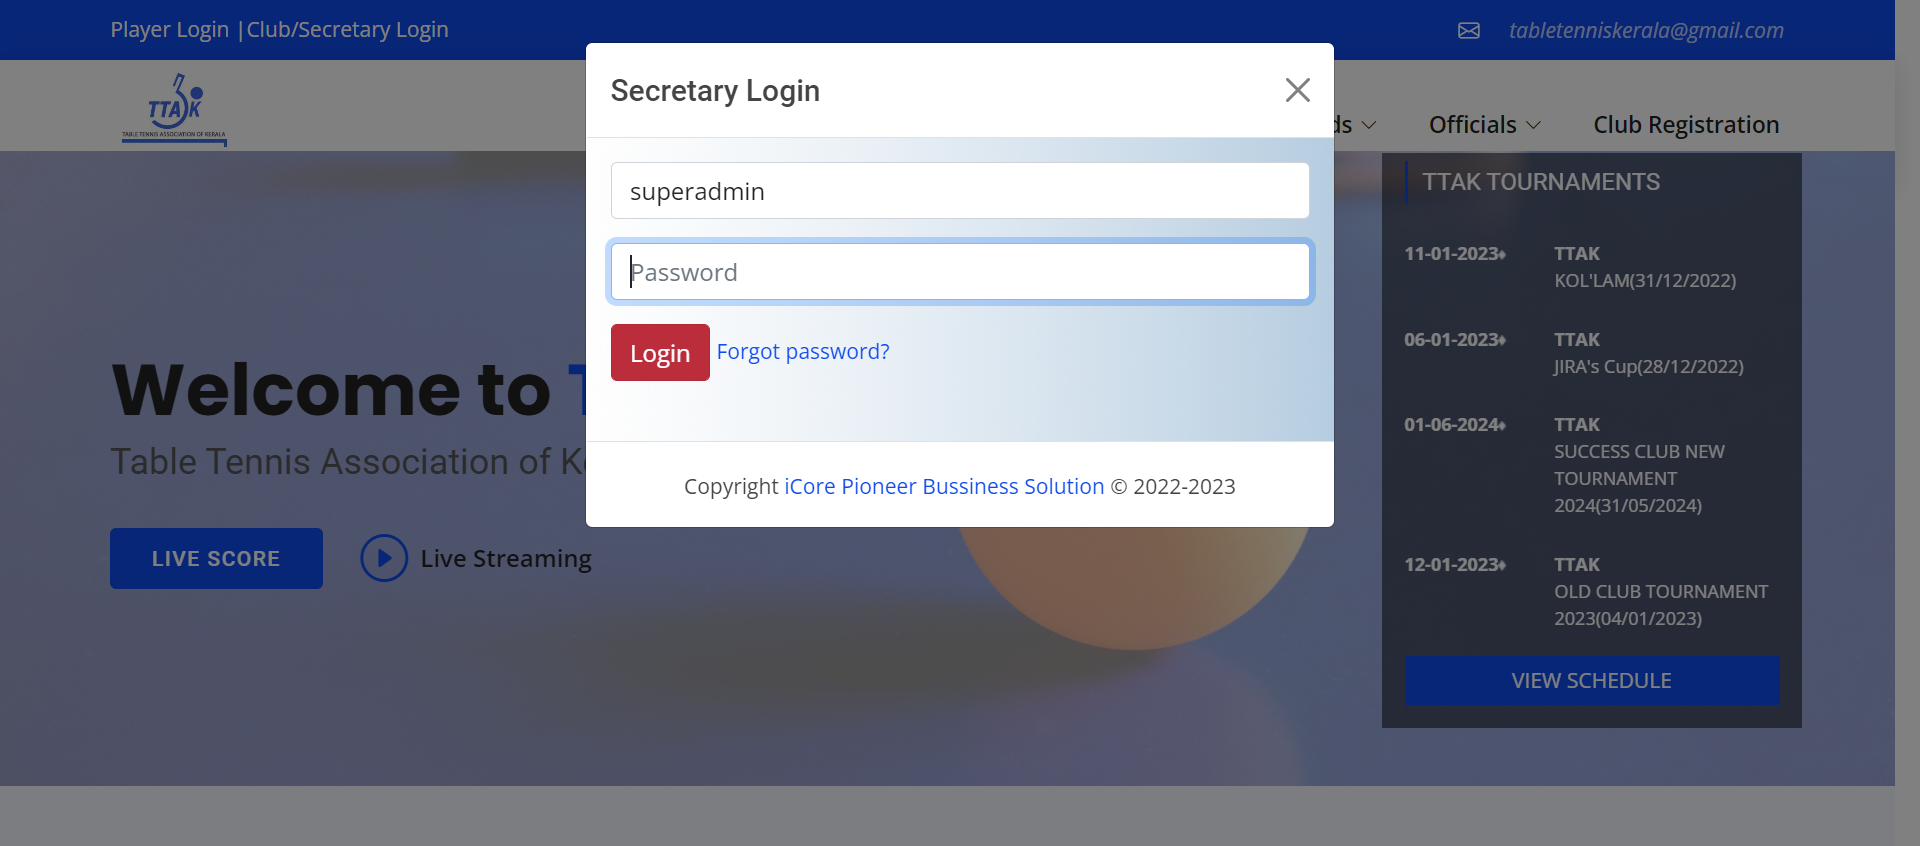 Player Login |Club/Secretary Login
tabletenniskerala@gmail.com
TTAK
TABLE TENNIS ASSOCIATION OF KERALA
Officials
Club Registration
Secretary Login
superadmin
Password
Login Forgot password?
Copyright iCore Pioneer Bussiness Solution © 2022-2023
Welcome to
Table Tennis Association of
LIVE SCORE
Live Streaming
TTAK TOURNAMENTS
11-01-2023♦ TTAK
KOL'LAM(31/12/2022)
06-01-2023♦ TTAK
JIRA's Cup(28/12/2022)
01-06-2024♦ TTAK
SUCCESS CLUB NEW
TOURNAMENT
2024(31/05/2024)
12-01-2023♦ TTAK
OLD CLUB TOURNAMENT
2023(04/01/2023)
VIEW SCHEDULE